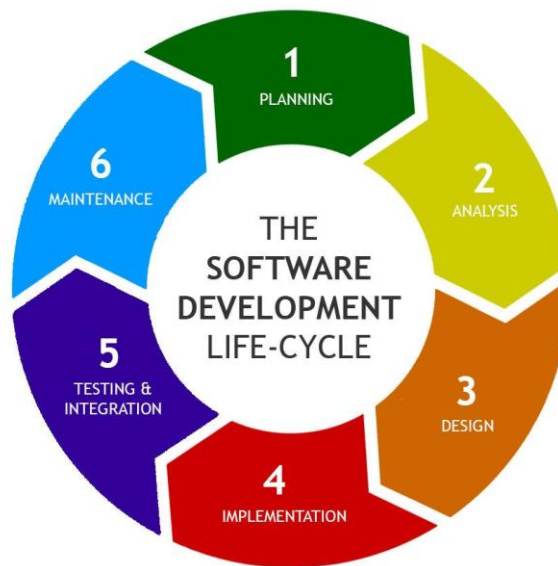 1
PLANNING
2
ANALYSIS
3
DESIGN
4
IMPLEMENTATION
5
TESTING &
INTEGRATION
6
MAINTENANCE
THE
SOFTWARE
DEVELOPMENT
LIFE-CYCLE